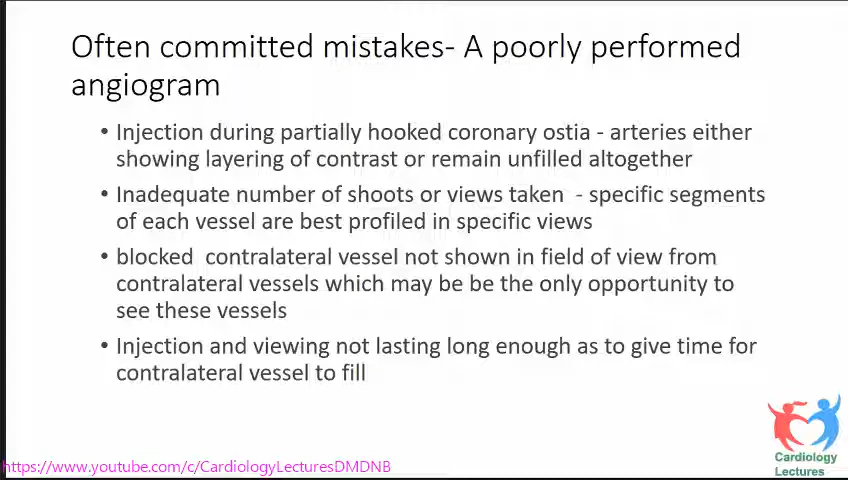 Often committed mistakes- A poorly performed
angiogram
• Injection during partially hooked coronary ostia - arteries either
showing layering of contrast or remain unfilled altogether
• Inadequate number of shoots or views taken - specific segments
of each vessel are best profiled in specific views
• blocked contralateral vessel not shown in field of view from
contralateral vessels which may be be the only opportunity to
see these vessels
• Injection and viewing not lasting long enough as to give time for
contralateral vessel to fill
Cardiology
Lectures
https://www.youtube.com/c/CardiologyLecturesDMDNB